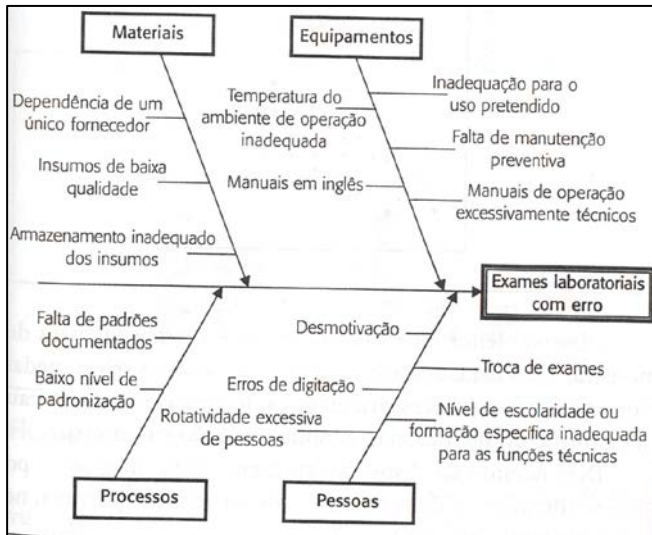 Materiais
Equipamentos
Dependência de um
único fornecedor
Insumos de baixa
qualidade
Armazenamento inadequado
dos insumos
Temperatura do
ambiente de operação
inadequada
Manuais em inglês
Inadequação para o
uso pretendido
Falta de manutenção
preventiva
Manuais de operação
excessivamente técnicos
Exames laboratoriais
com erro
Falta de padrões
documentados
Baixo nível de
padronização
Desmotivação
Erros de digitação
Rotatividade excessiva
de pessoas
Troca de exames
Nível de escolaridade ou
formação específica inadequada
para as funções técnicas
Processos
Pessoas